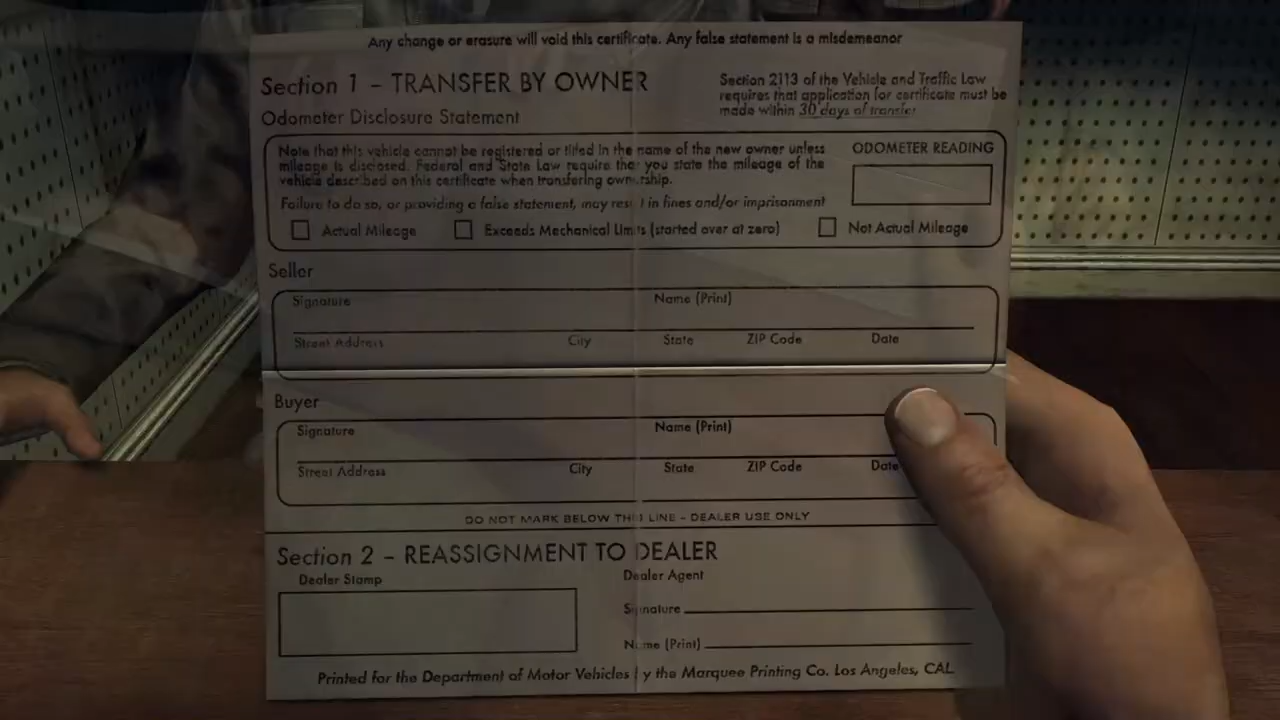 Any change or erasure will void this certificate. Any false statement is a misdemeanor
Section 1 – TRANSFER BY OWNER
Section 2113 of the Vehicle and Traffic Law
requires that application for certificate must be
made within 30 days of transfer
Odometer Disclosure Statement
Note that this vehicle cannot be registered or titled in the name of the new owner unless
mileage is disclosed. Federal and State Law require that you state the mileage of the
vehicle described on this certificate when transfering ownership.
Failure to do so, or providing a false statement, may result in fines and/or imprisonment
ODOMETER READING
Actual Mileage Exceeds Mechanical Limits (started over at zero) Not Actual Mileage
Seller
Signature Name (Print)
Street Address City State ZIP Code Date
Buyer
Signature Name (Print)
Street Address City State ZIP Code Date
DO NOT MARK BELOW THIS LINE – DEALER USE ONLY
Section 2 – REASSIGNMENT TO DEALER
Dealer Stamp Dealer Agent
Signature
Name (Print)
Printed for the Department of Motor Vehicles by the Marquee Printing Co. Los Angeles, CAL